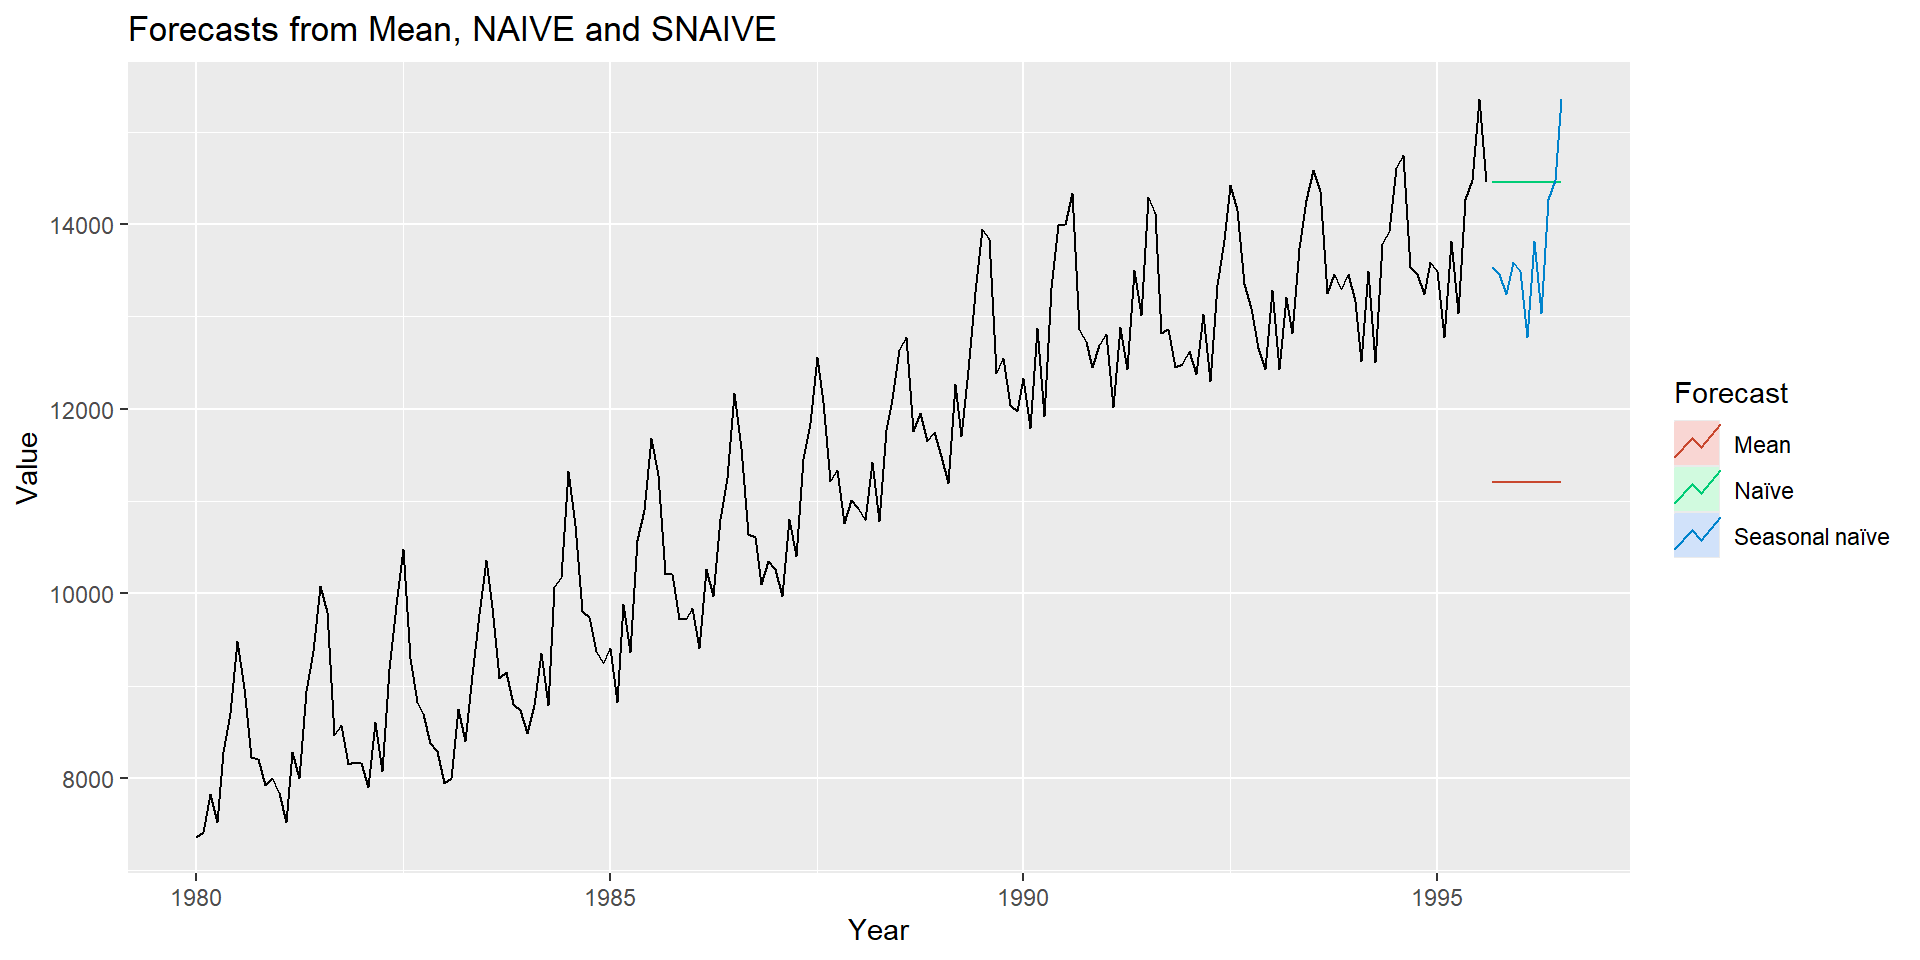 Forecasts from Mean, NAIVE and SNAIVE
Value
14000
12000
10000
8000
1980
1985
1990
1995
Year
Forecast
Mean
Naïve
Seasonal naïve